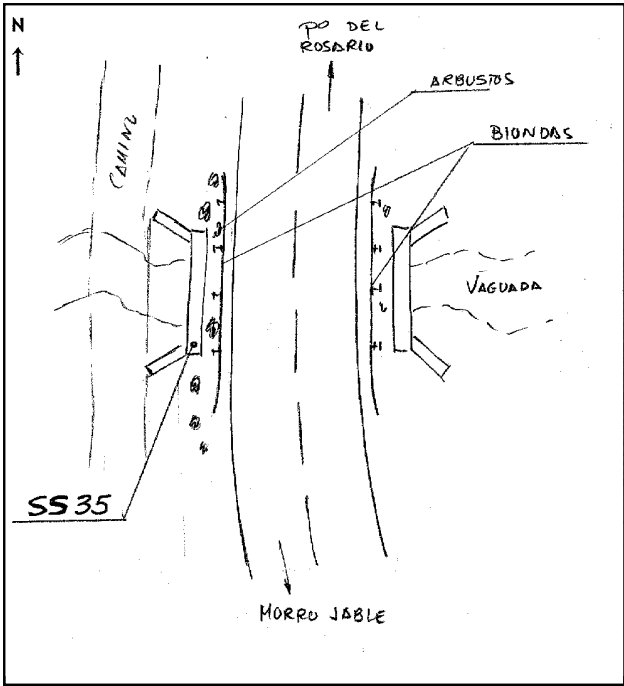 N
PO DEL
ROSARIO
ARBUSTOS
BIONDAS
CAMINO
VAGUADA
SS35
MORRO JABLE